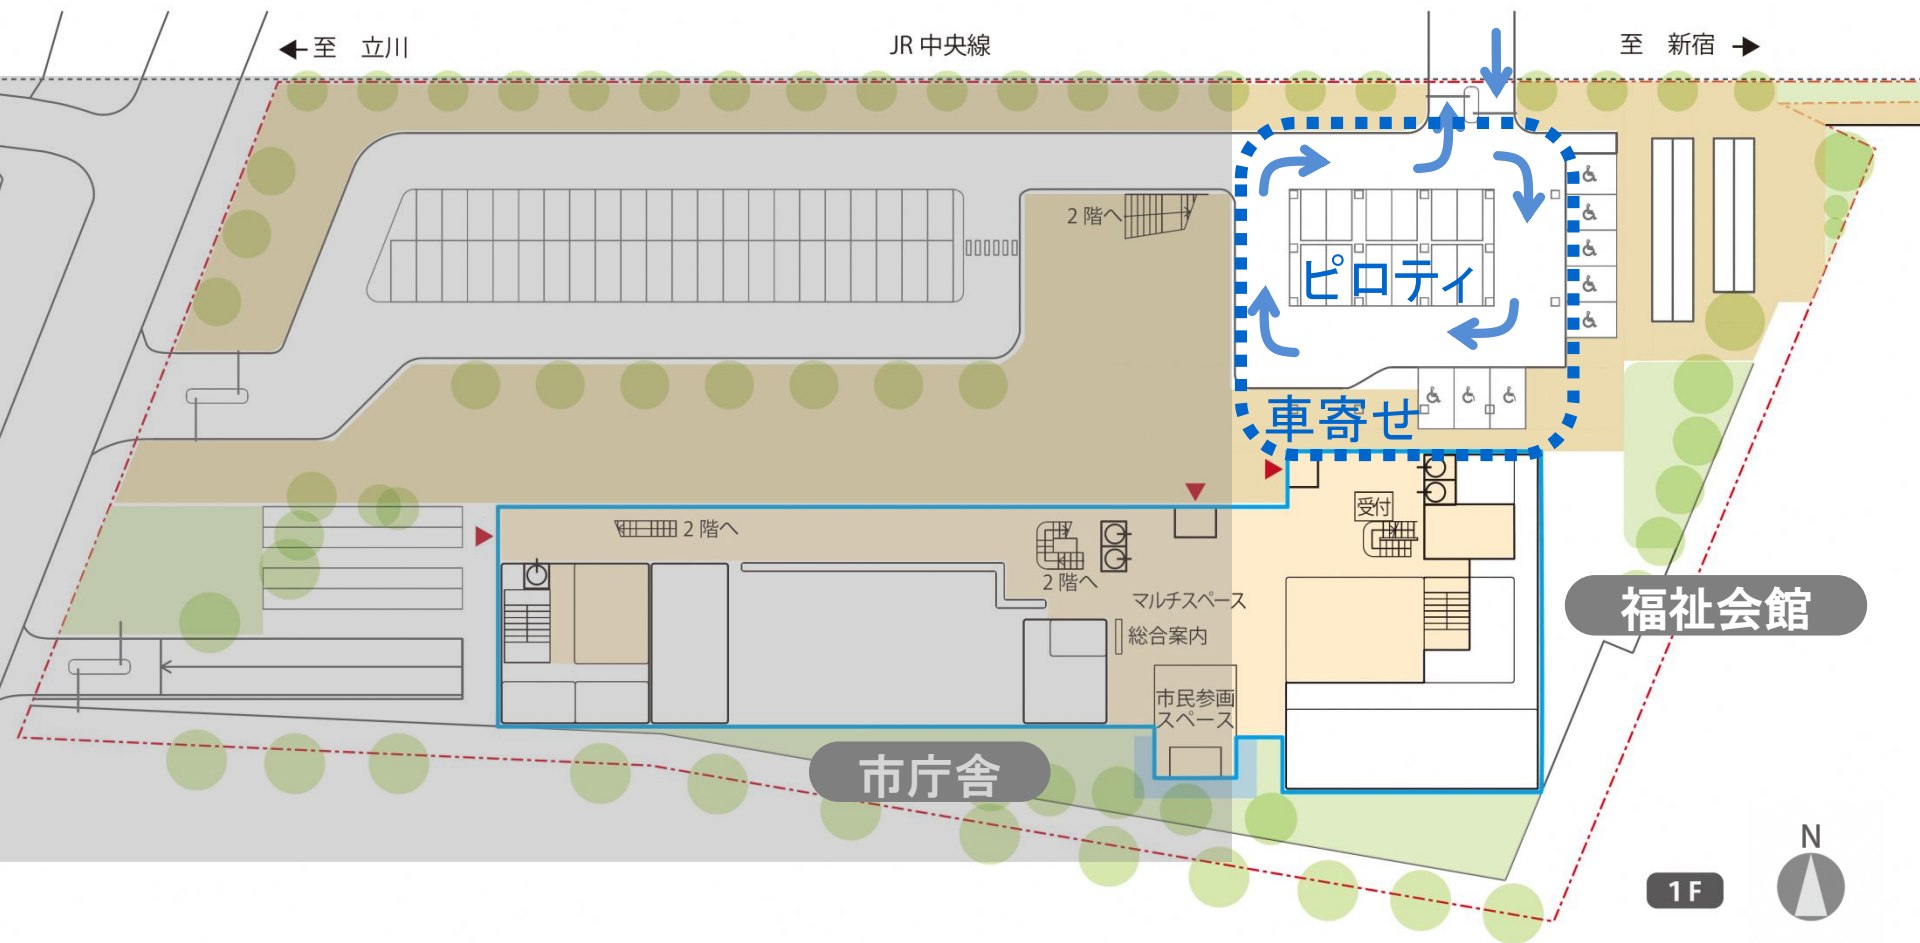 至 立川
JR 中央線
至 新宿
2 階へ
ピロティ
車寄せ
受付
2 階へ
2 階へ
マルチスペース
総合案内
福祉会館
市民参画
スペース
市庁舎
N
1F